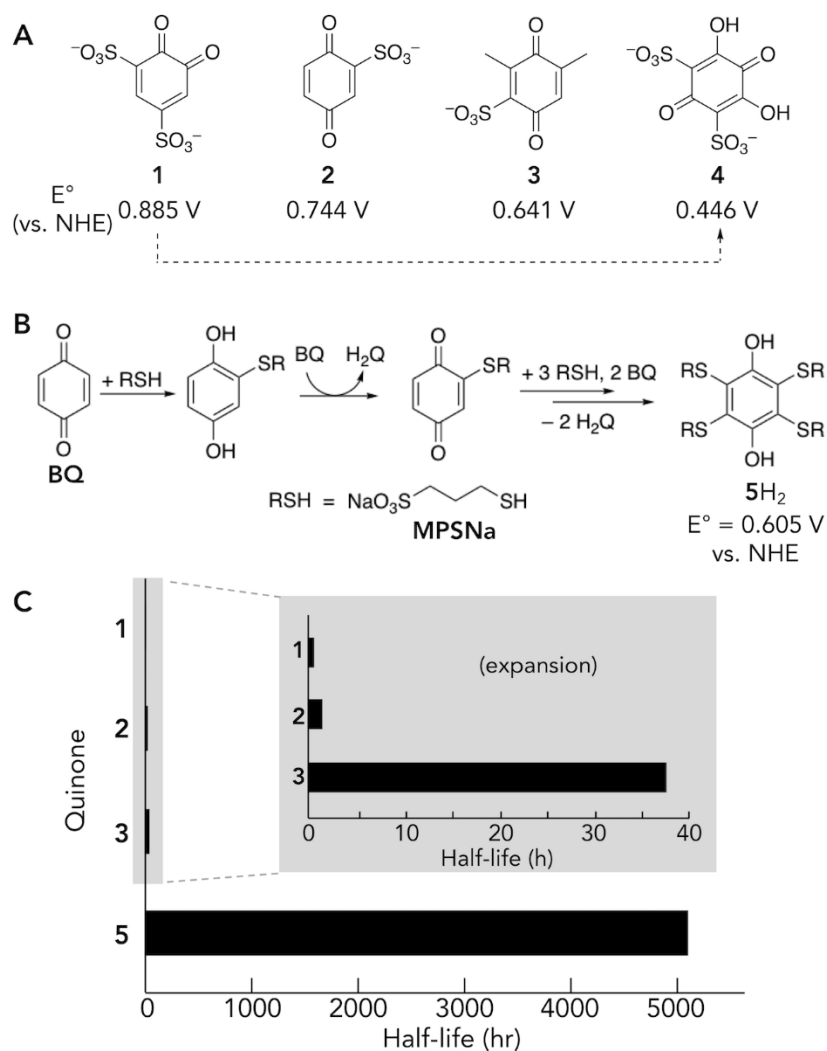 A
O
O
⁻O₃S
SO₃⁻
O
SO₃⁻
O
O
⁻O₃S
O
OH
⁻O₃S
O
O
OH
SO₃⁻
1 2 3 4
E° (vs. NHE) 0.885 V 0.744 V 0.641 V 0.446 V
B
O
O
BQ
+ RSH
OH
SR
OH
BQ H₂Q
O
SR
O
+ 3 RSH, 2 BQ
− 2 H₂Q
OH
RS SR
RS SR
OH
5H₂
E° = 0.605 V
vs. NHE
RSH = NaO₃S SH
MPSNa
C
Quinone
1
2
3
5
(expansion)
1
2
3
0 10 20 30 40
Half-life (h)
0 1000 2000 3000 4000 5000
Half-life (hr)